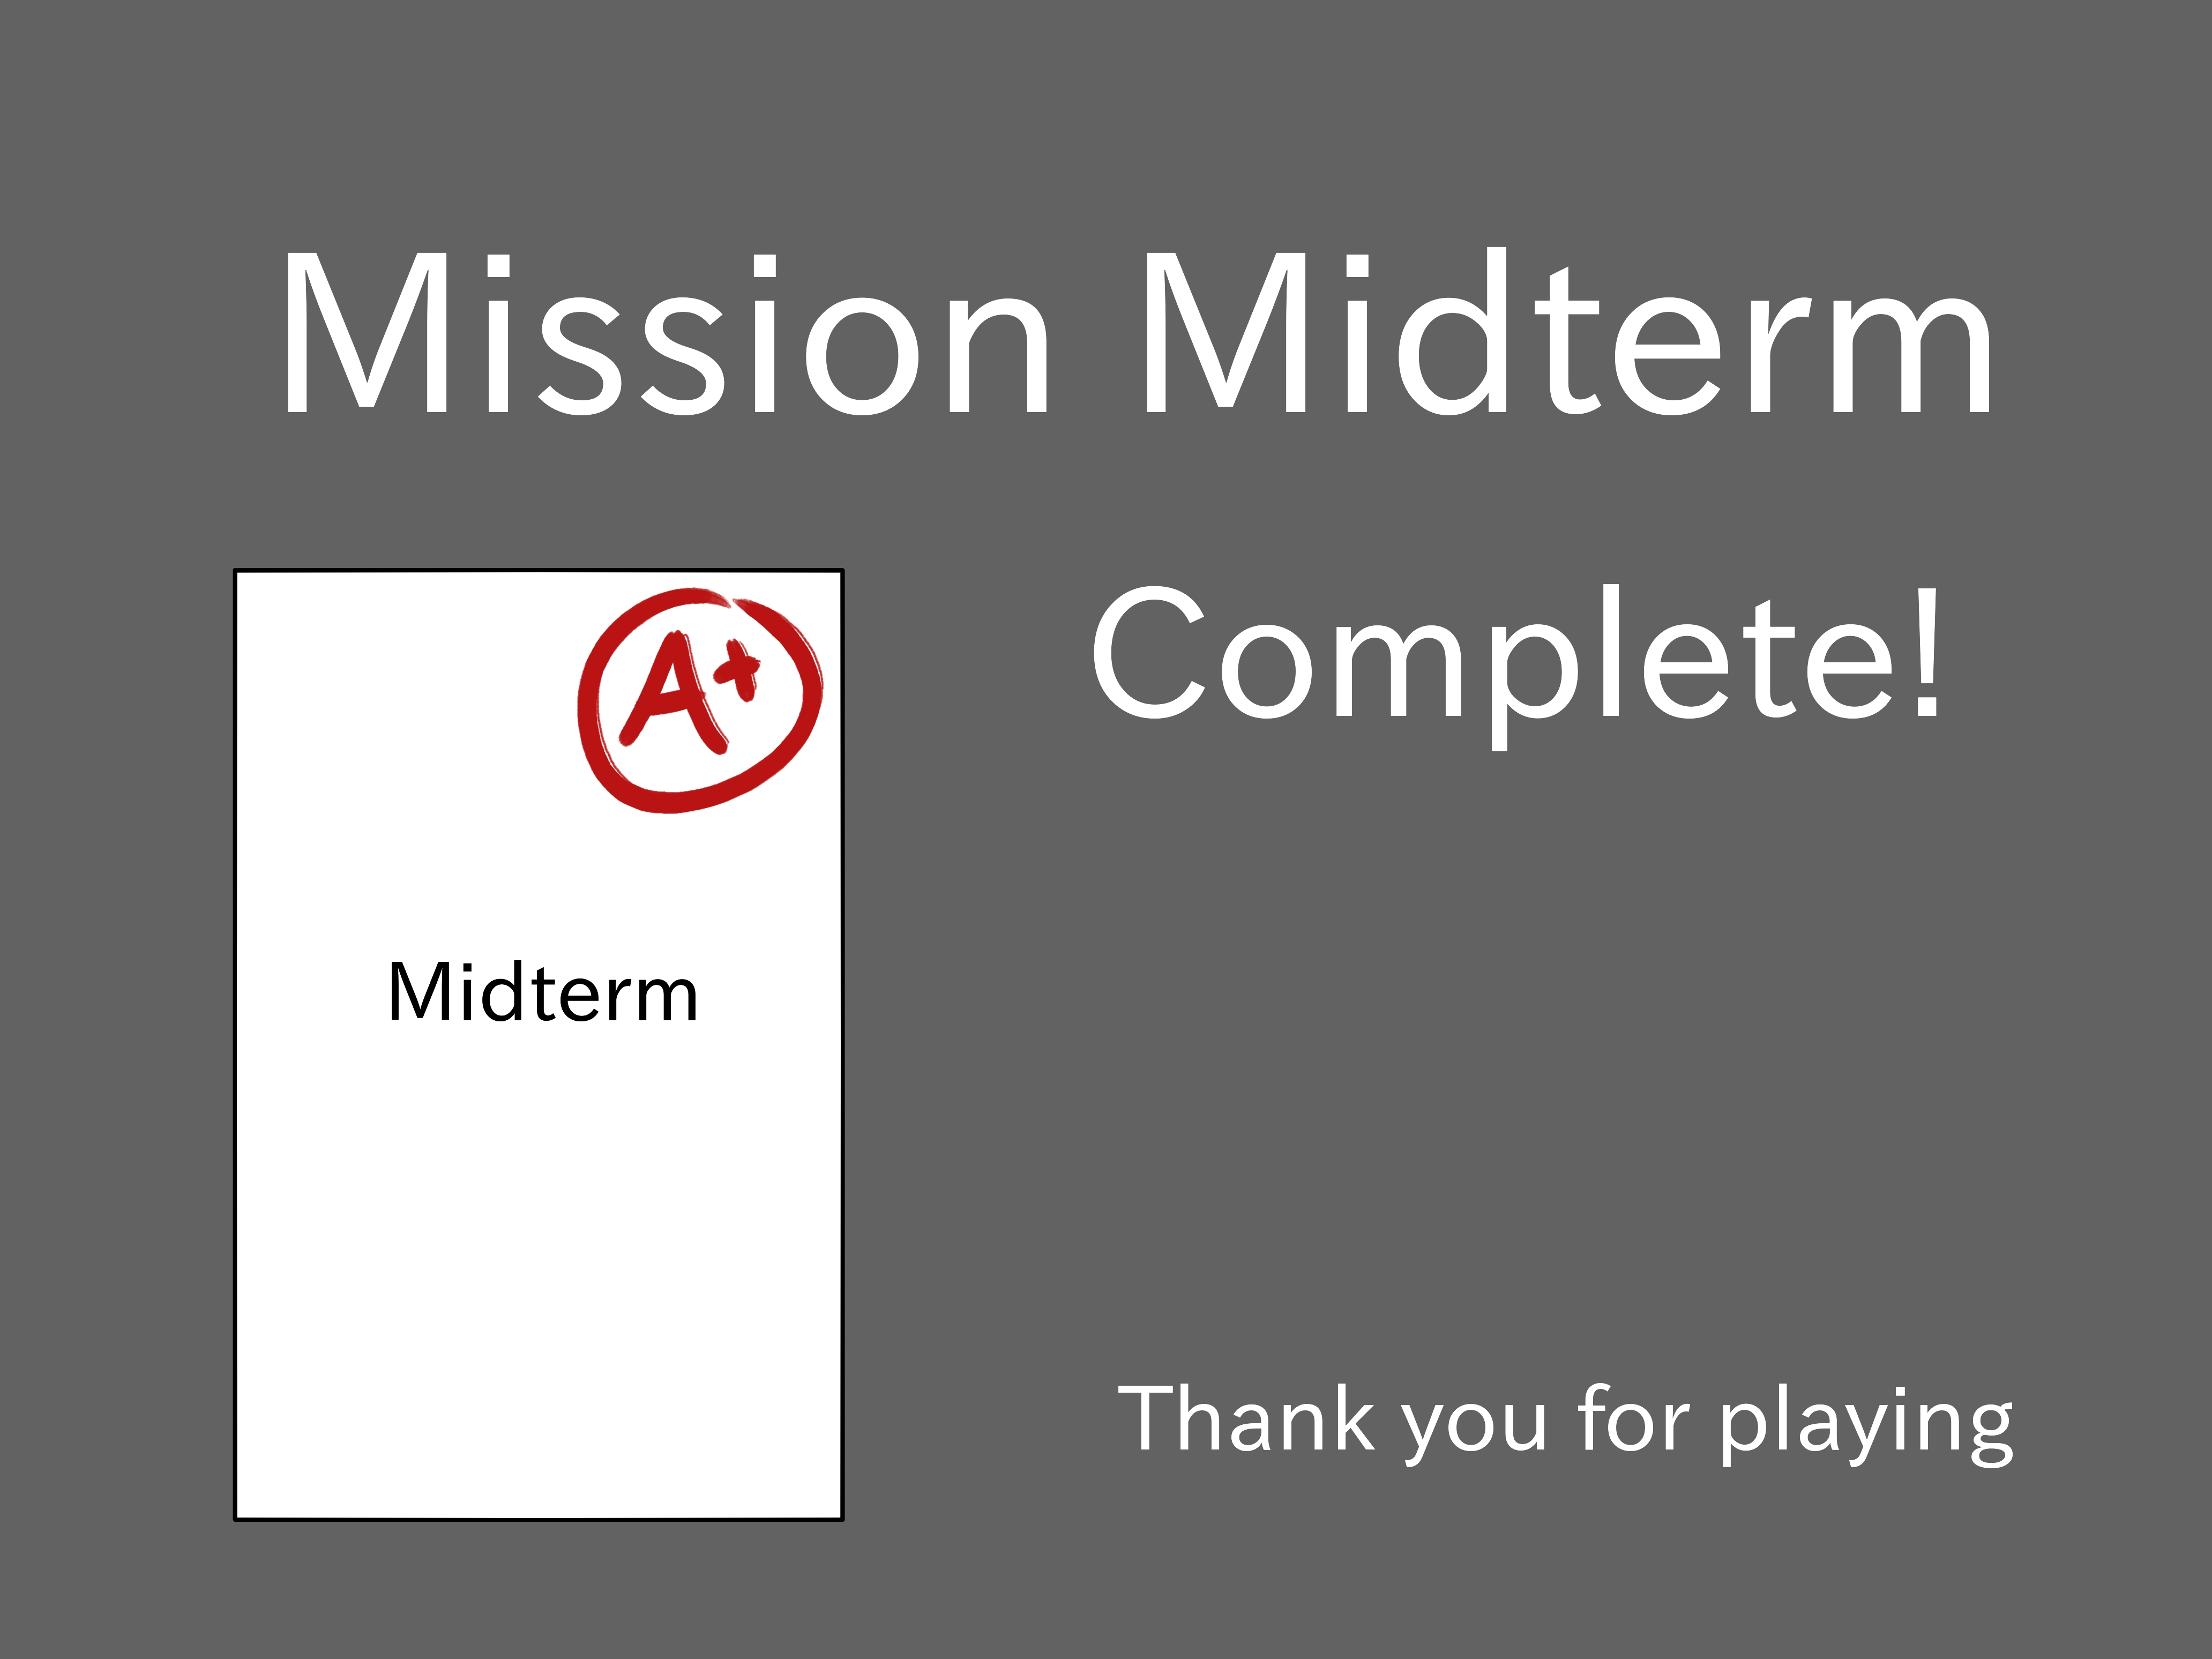 Mission Midterm
Complete!
A+
Midterm
Thank you for playing